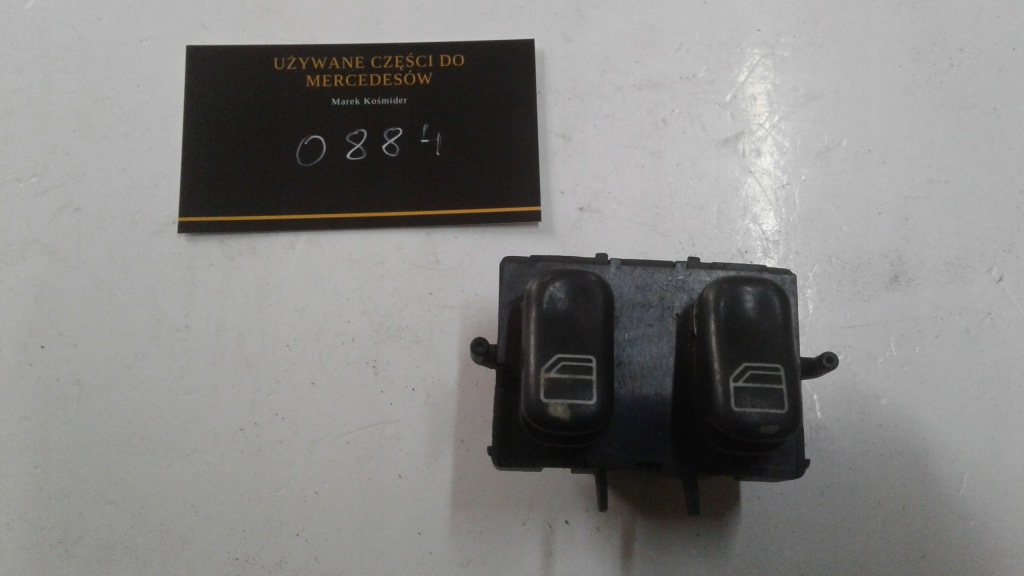 UŻYWANE CZĘŚCI DO
MERCEDESÓW
Marek Kośmider
0884